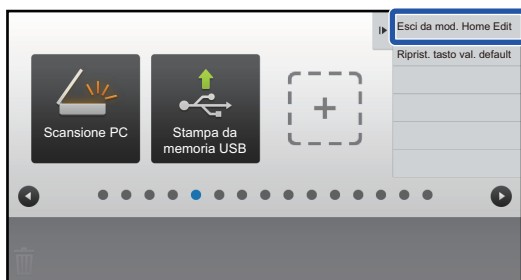 Esci da mod. Home Edit
Riprist. tasto val. default
Scansione PC
Stampa da
memoria USB